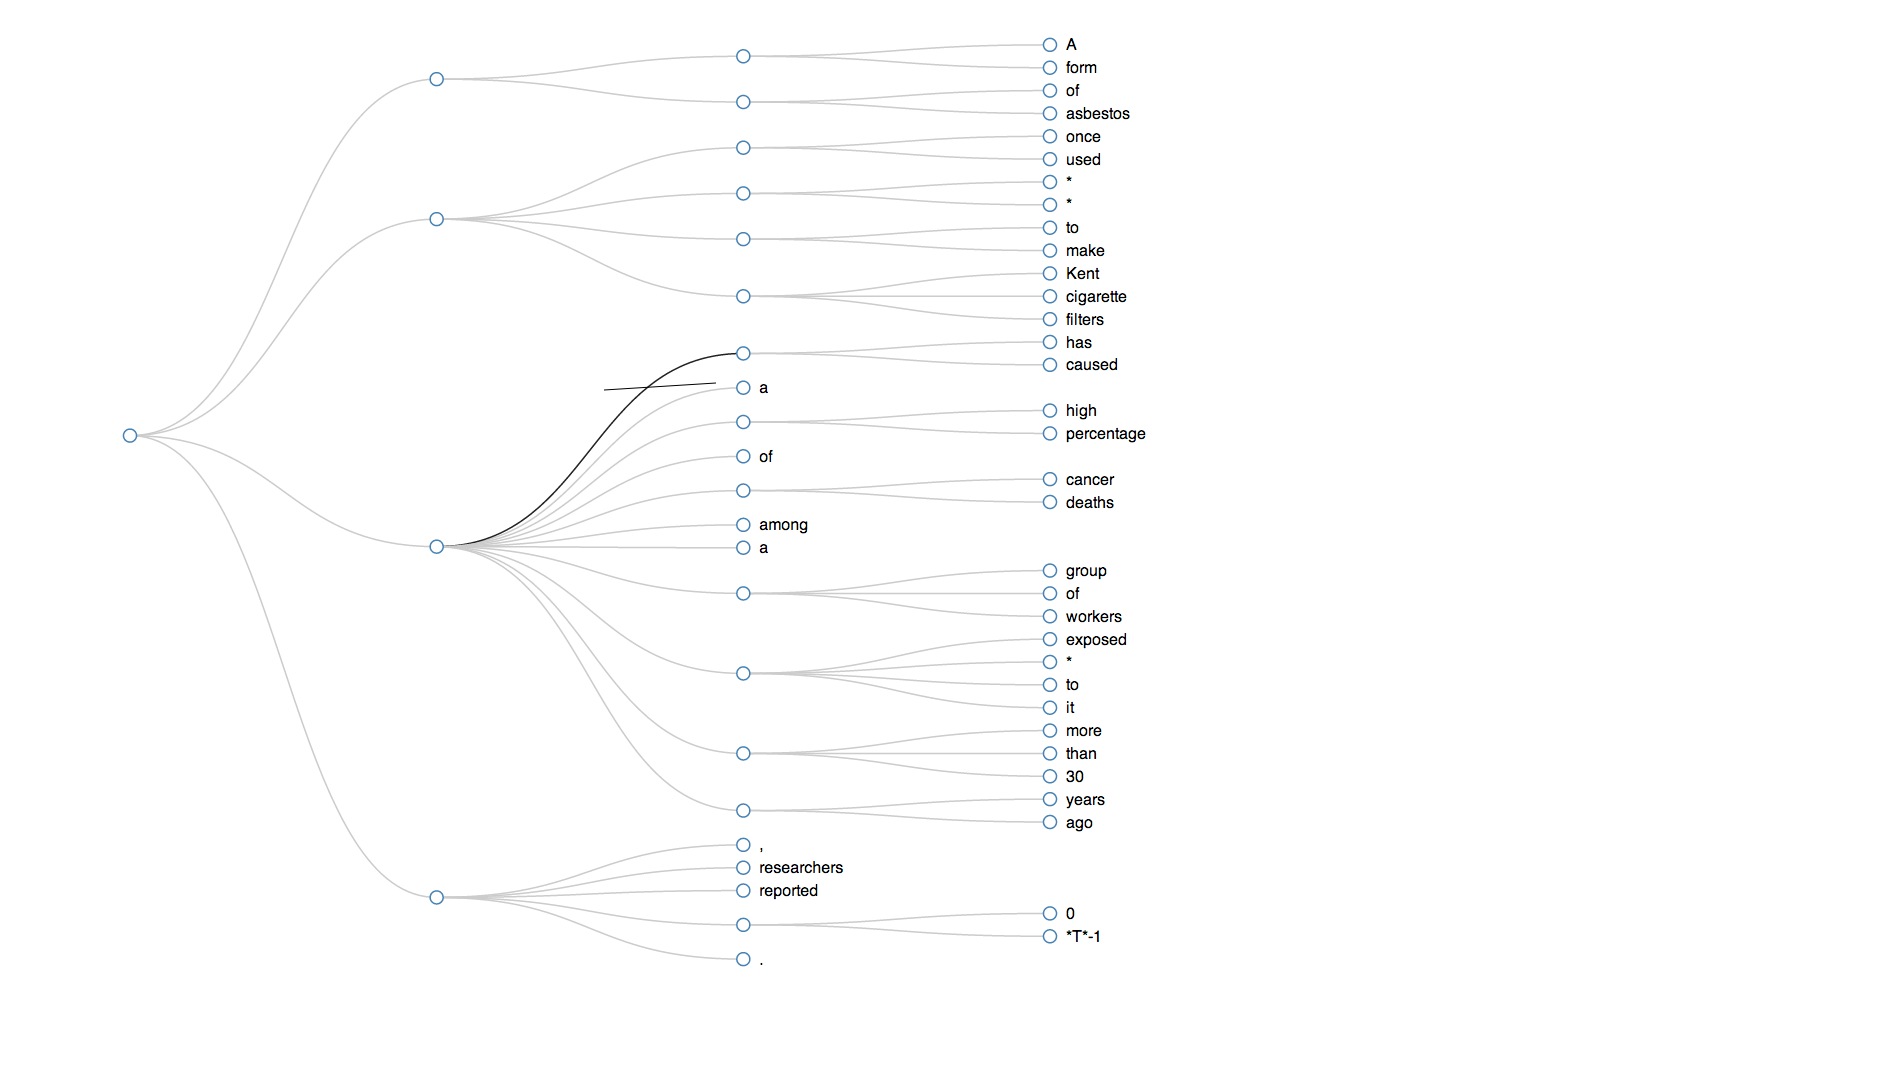 A
form
of
asbestos
once
used
*
*
to
make
Kent
cigarette
filters
has
caused
a
high
percentage
of
cancer
deaths
among
a
group
of
workers
exposed
*
to
it
more
than
30
years
ago
,
researchers
reported
0
*T*-1
.